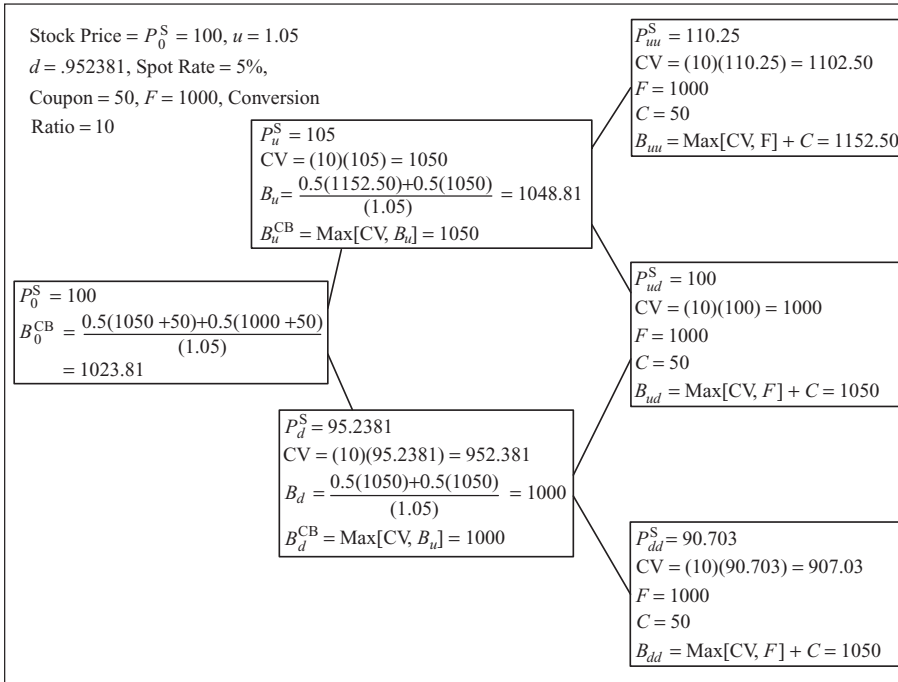 Stock Price = P_0^S = 100, u = 1.05
d = .952381, Spot Rate = 5%,
Coupon = 50, F = 1000, Conversion
Ratio = 10
P_0^S = 100
B_0^CB = 0.5(1050 +50)+0.5(1000 +50) / (1.05)
= 1023.81
P_u^S = 105
CV = (10)(105) = 1050
B_u = 0.5(1152.50)+0.5(1050) / (1.05) = 1048.81
B_u^CB = Max[CV, B_u] = 1050
P_d^S = 95.2381
CV = (10)(95.2381) = 952.381
B_d = 0.5(1050)+0.5(1050) / (1.05) = 1000
B_d^CB = Max[CV, B_u] = 1000
P_uu^S = 110.25
CV = (10)(110.25) = 1102.50
F = 1000
C = 50
B_uu = Max[CV, F] + C = 1152.50
P_ud^S = 100
CV = (10)(100) = 1000
F = 1000
C = 50
B_ud = Max[CV, F] + C = 1050
P_dd^S = 90.703
CV = (10)(90.703) = 907.03
F = 1000
C = 50
B_dd = Max[CV, F] + C = 1050